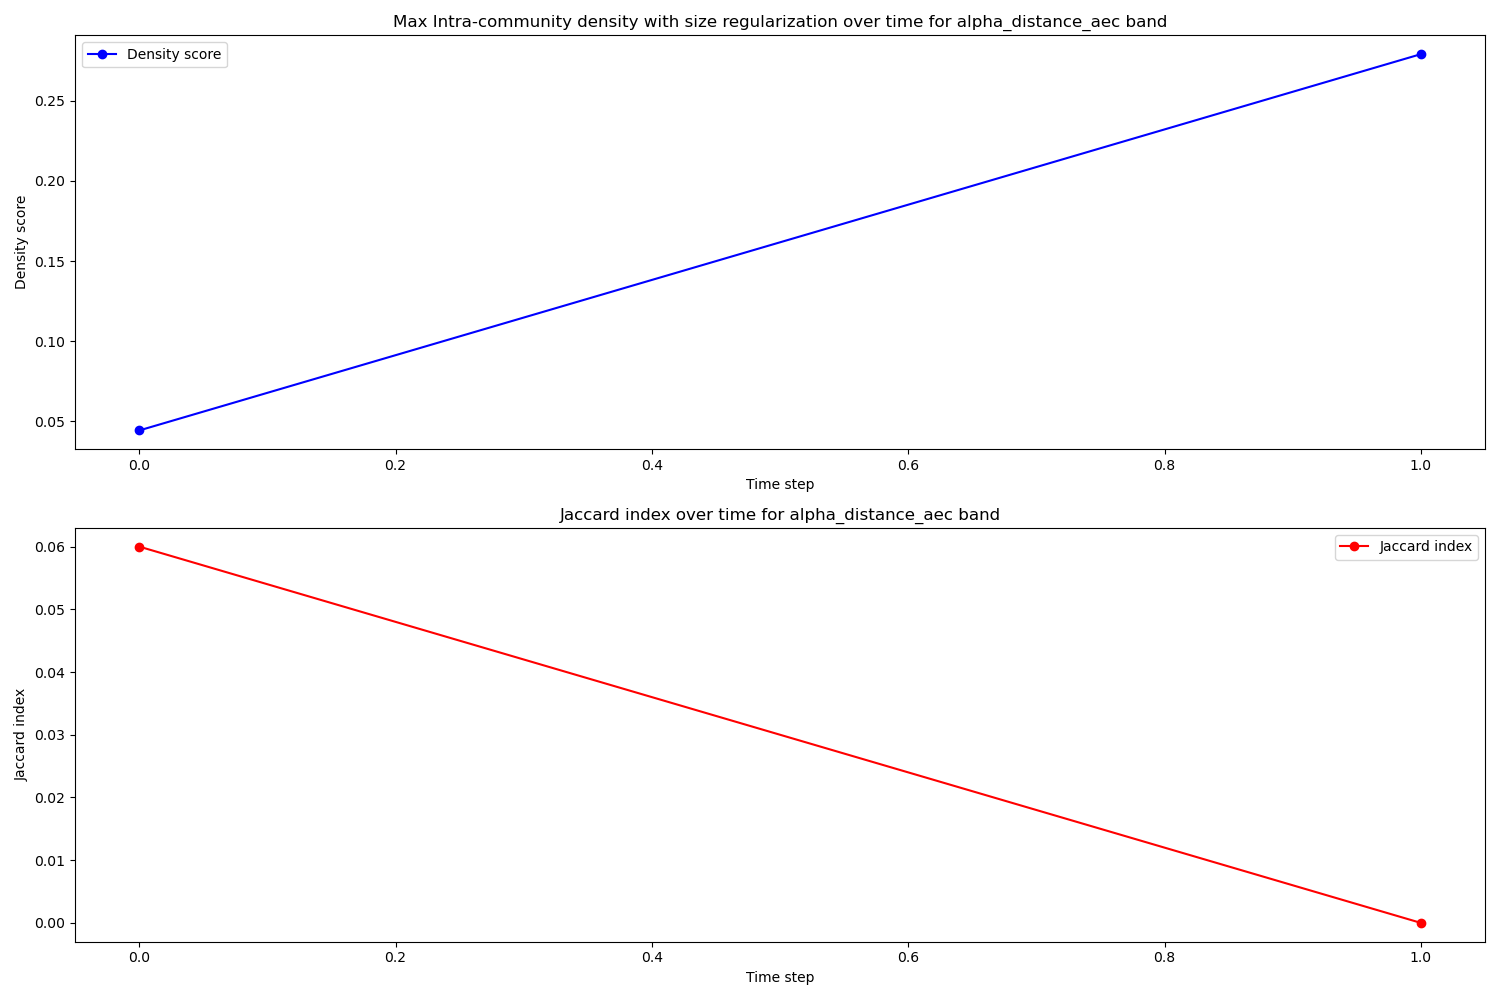 Max Intra-community density with size regularization over time for alpha_distance_aec band
Density score
0.25
0.20
0.15
0.10
0.05
Density score
0.0 0.2 0.4 0.6 0.8 1.0
Time step
Jaccard index over time for alpha_distance_aec band
Jaccard index
0.06
0.05
0.04
0.03
0.02
0.01
0.00
Jaccard index
0.0 0.2 0.4 0.6 0.8 1.0
Time step